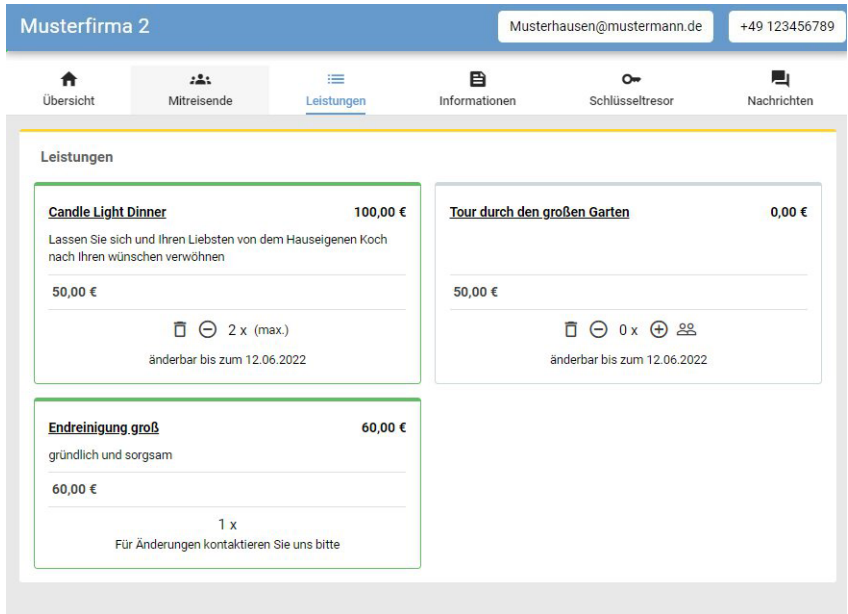 Musterfirma 2
Musterhausen@mustermann.de
+49 123456789
Übersicht
Mitreisende
Leistungen
Informationen
Schlüsseltresor
Nachrichten
Leistungen
Candle Light Dinner 100,00 €
Lassen Sie sich und Ihren Liebsten von dem Hauseigenen Koch
nach Ihren wünschen verwöhnen
50,00 €
2 x (max.)
änderbar bis zum 12.06.2022
Tour durch den großen Garten 0,00 €
50,00 €
0 x
änderbar bis zum 12.06.2022
Endreinigung groß 60,00 €
gründlich und sorgsam
60,00 €
1 x
Für Änderungen kontaktieren Sie uns bitte